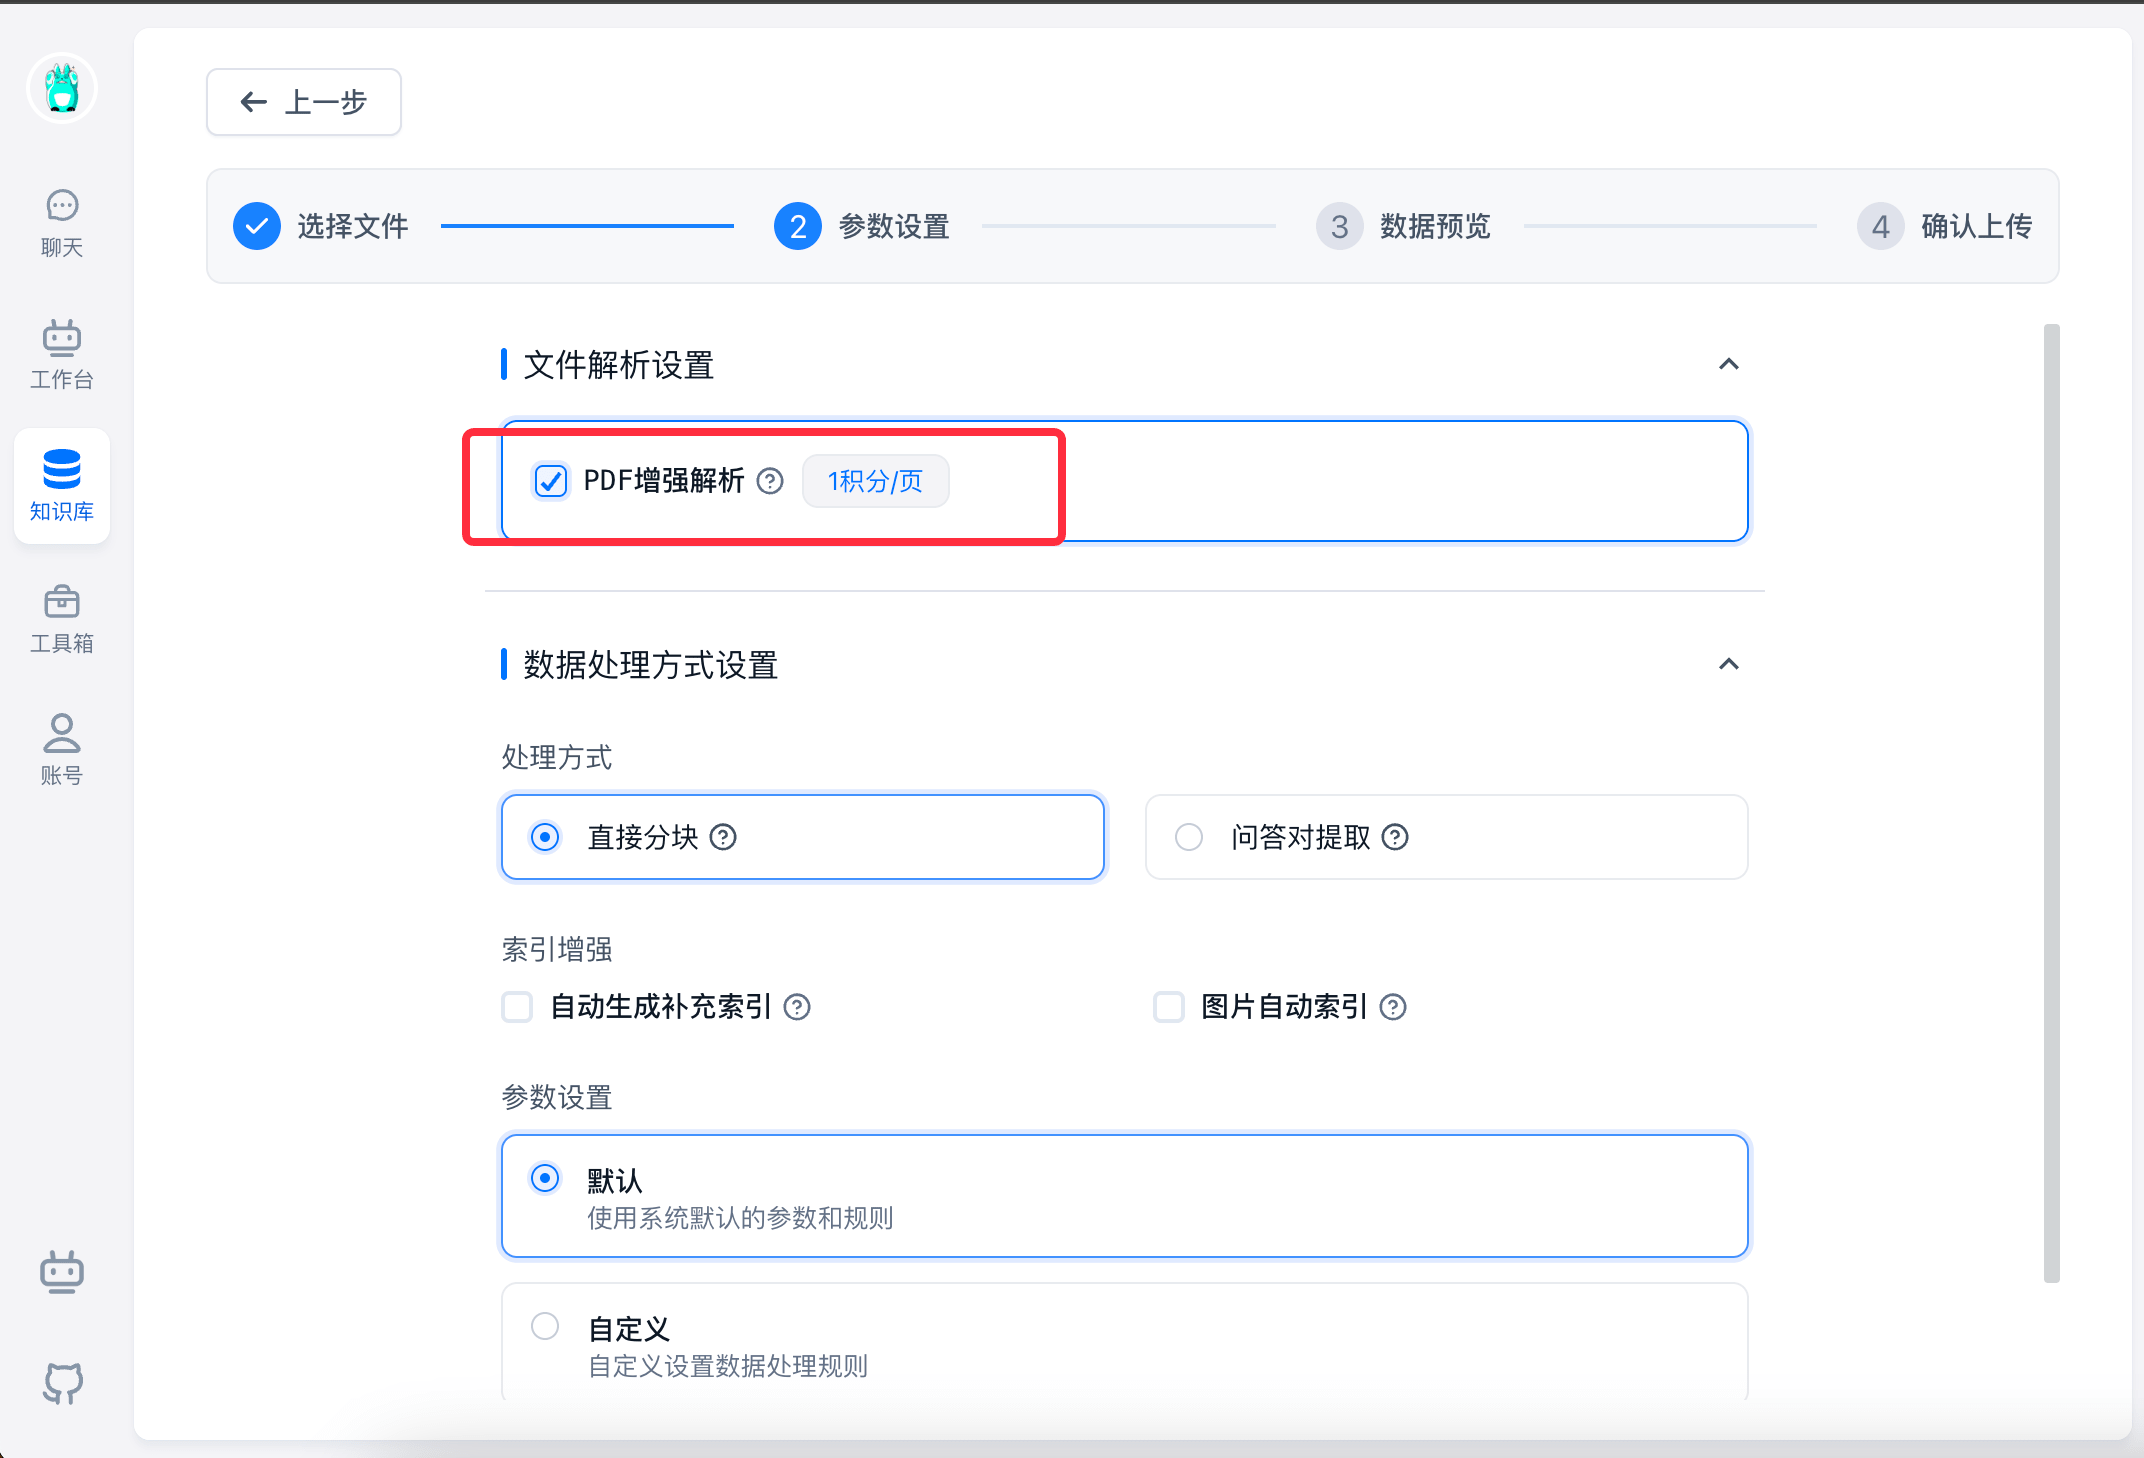 上一步
选择文件
2 参数设置
3 数据预览
4 确认上传
聊天
工作台
知识库
工具箱
账号
文件解析设置
PDF增强解析 ? 1积分/页
数据处理方式设置
处理方式
直接分块 ?
问答对提取 ?
索引增强
自动生成补充索引 ?
图片自动索引 ?
参数设置
默认
使用系统默认的参数和规则
自定义
自定义设置数据处理规则